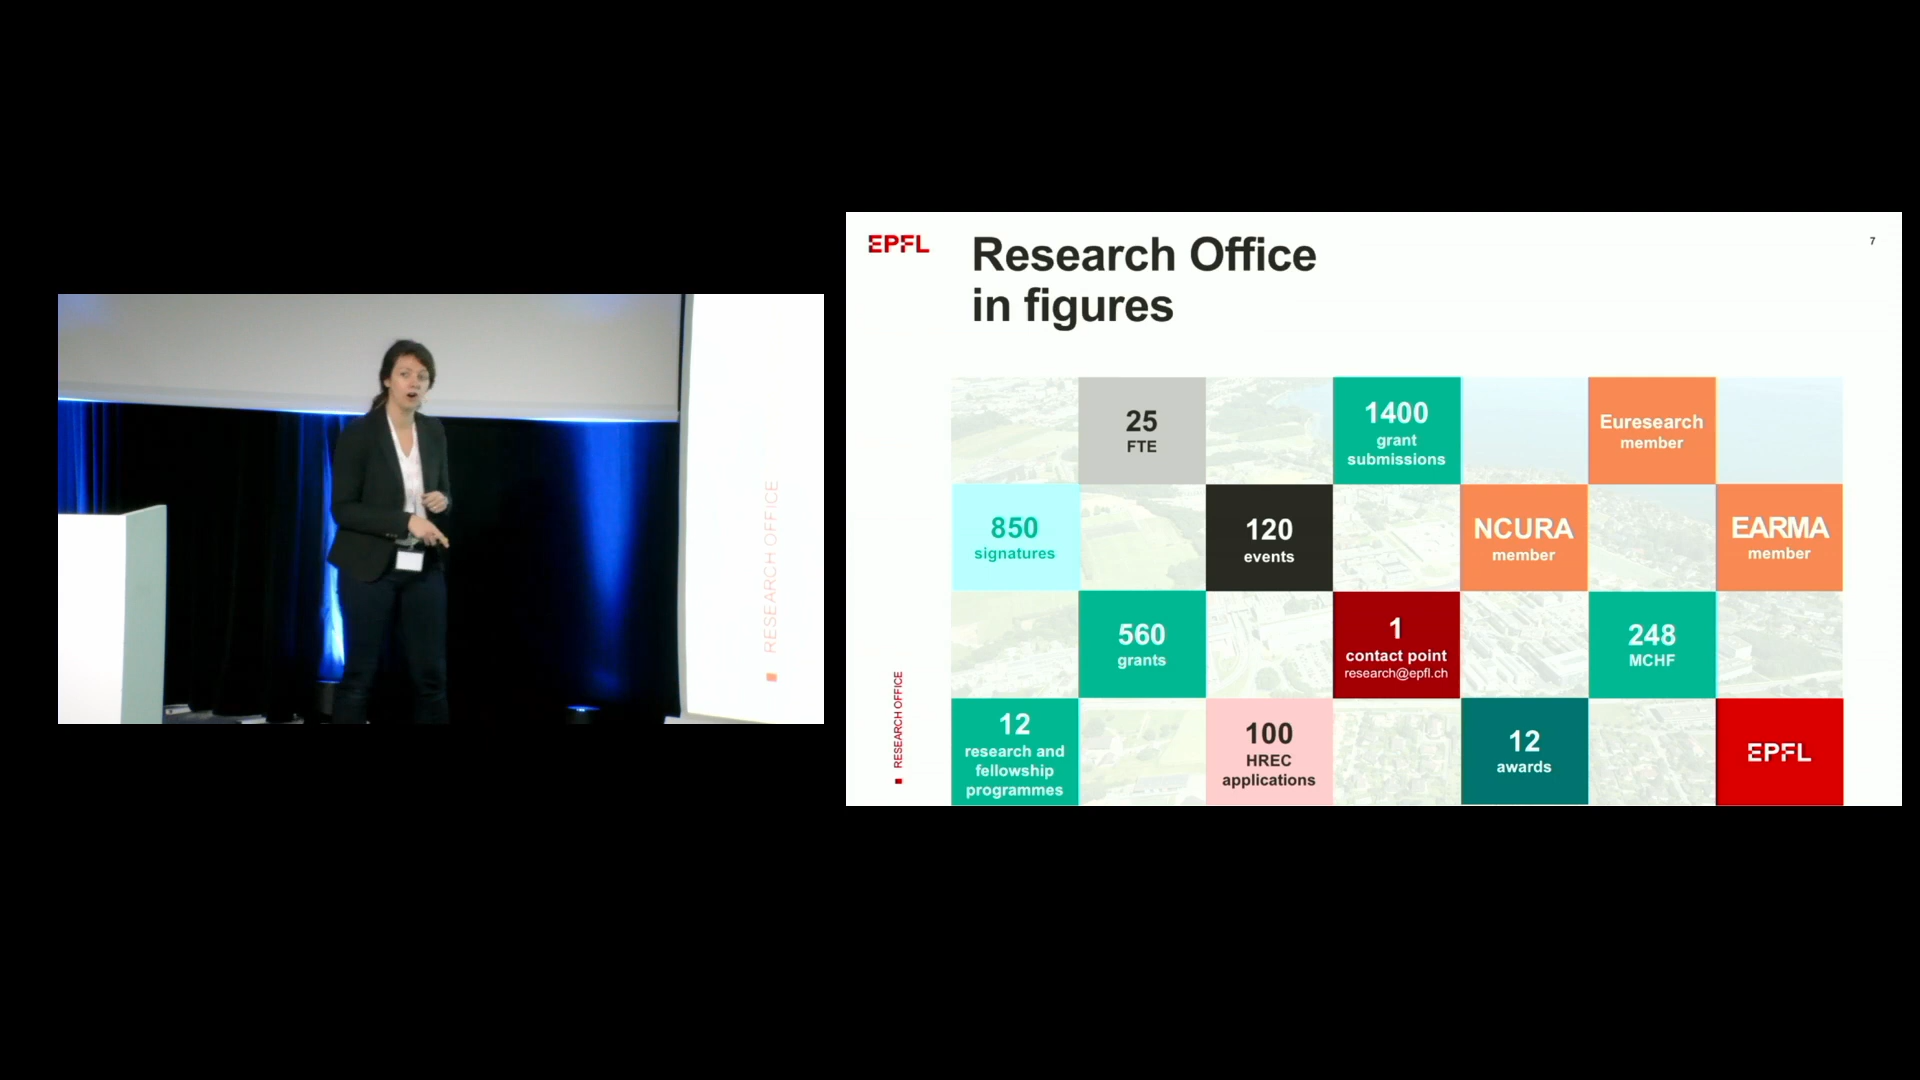 RESEARCH OFFICE
EPFL
Research Office
in figures
7
25
FTE
1400
grant
submissions
Euresearch
member
850
signatures
120
events
NCURA
member
EARMA
member
560
grants
1
contact point
research@epfl.ch
248
MCHF
12
research and
fellowship
programmes
100
HREC
applications
12
awards
EPFL
RESEARCH OFFICE